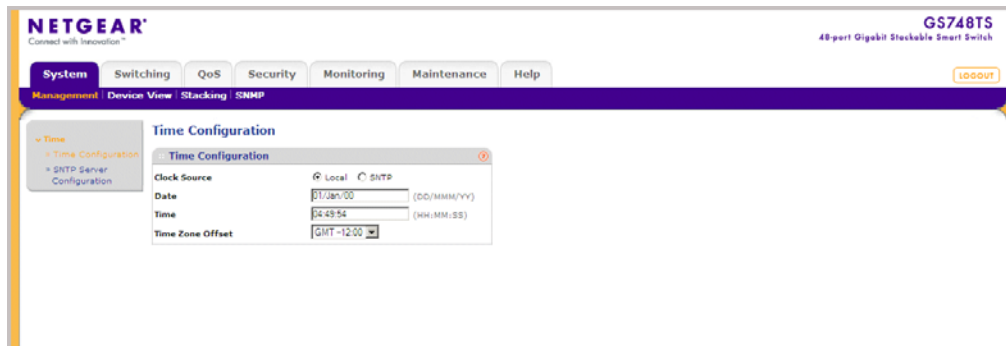 NETGEAR
Connect with Innovation™
GS748TS
48-port Gigabit Stackable Smart Switch
System Switching QoS Security Monitoring Maintenance Help
LOGOUT
Management Device View Stacking SNMP
Time
Time Configuration
SNTP Server
Configuration
Time Configuration
Time Configuration
Clock Source Local SNTP
Date 01/Jan/00 (DD/MMM/YY)
Time 04:49:54 (HH:MM:SS)
Time Zone Offset GMT -12:00